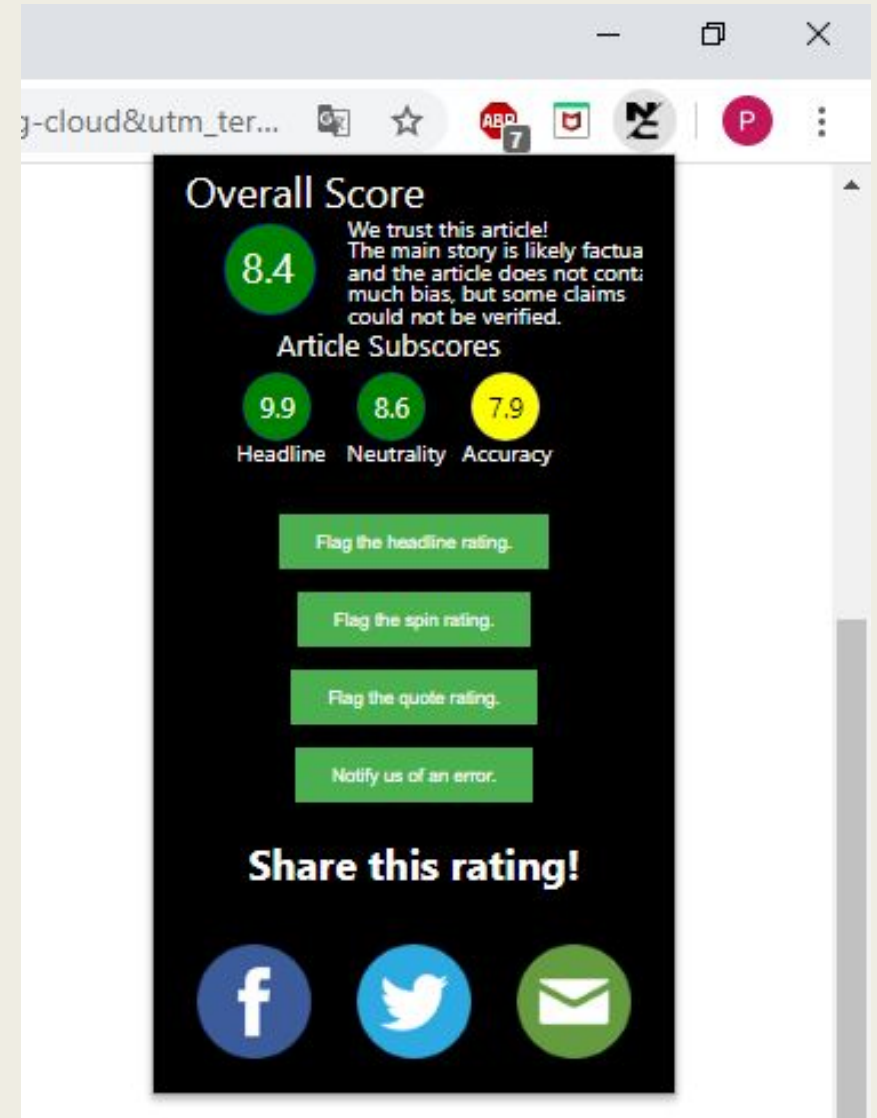 g-cloud&utm_ter...
ABP
7
NC
P
Overall Score
8.4
We trust this article!
The main story is likely factua
and the article does not conta
much bias, but some claims
could not be verified.
Article Subscores
9.9 8.6 7.9
Headline Neutrality Accuracy
Flag the headline rating.
Flag the spin rating.
Flag the quote rating.
Notify us of an error.
Share this rating!